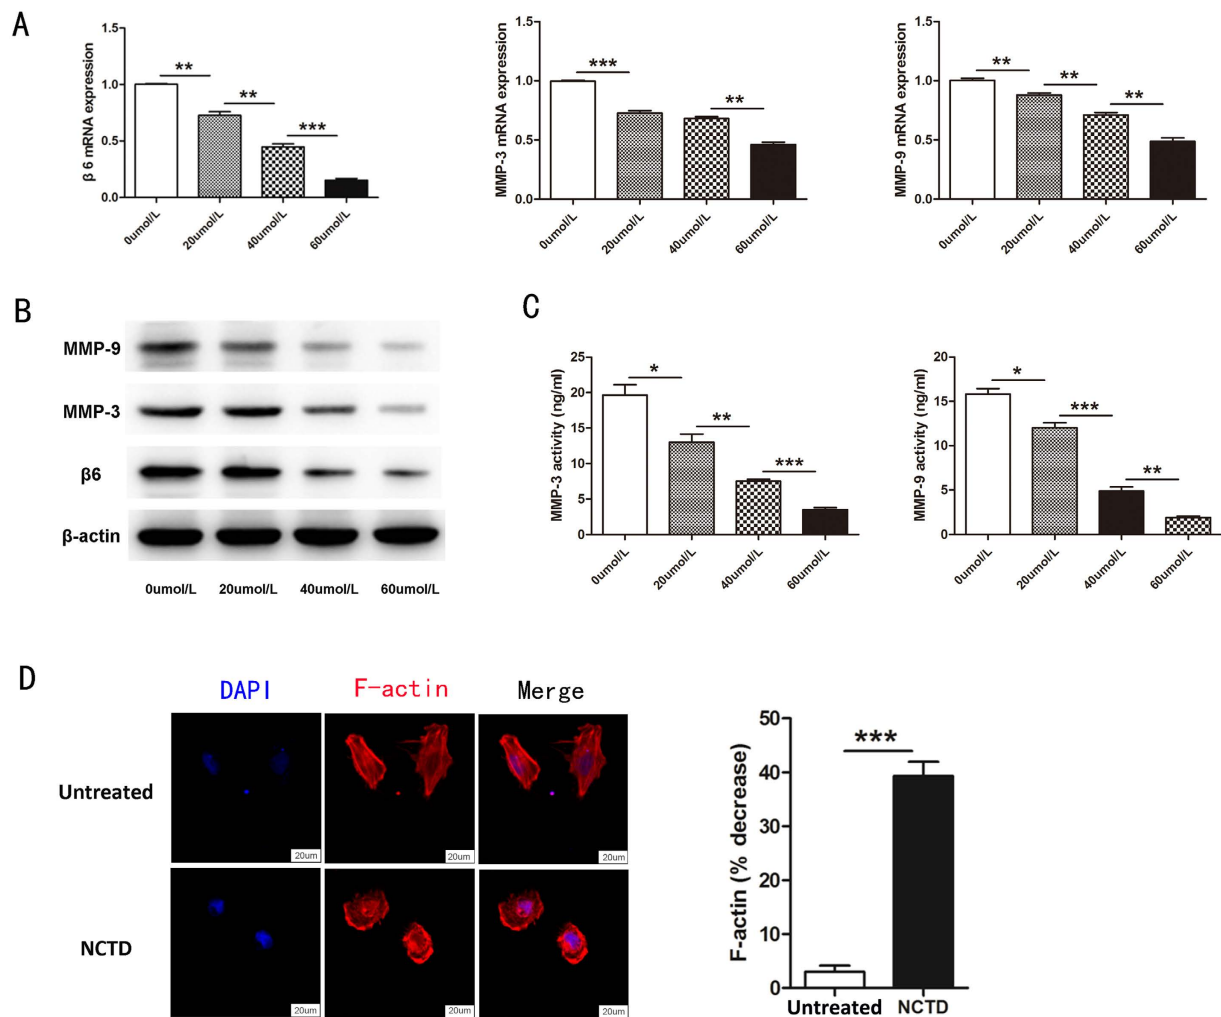 A
β 6 mRNA expression
1.5
1.0
0.5
0.0
**
**
***
0umol/L
20umol/L
40umol/L
60umol/L
MMP-3 mRNA expression
1.5
1.0
0.5
0.0
***
**
0umol/L
20umol/L
40umol/L
60umol/L
MMP-9 mRNA expression
1.5
1.0
0.5
0.0
**
**
**
0umol/L
20umol/L
40umol/L
60umol/L
B
MMP-9
MMP-3
β6
β-actin
0umol/L 20umol/L 40umol/L 60umol/L
C
MMP-3 activity (ng/ml)
25
20
15
10
5
0
*
**
***
0umol/L
20umol/L
40umol/L
60umol/L
MMP-9 activity (ng/ml)
20
15
10
5
0
*
***
**
0umol/L
20umol/L
40umol/L
60umol/L
D
DAPI F-actin Merge
Untreated
20um 20um 20um
NCTD
20um 20um 20um
F-actin (% decrease)
50
40
30
20
10
0
***
Untreated NCTD